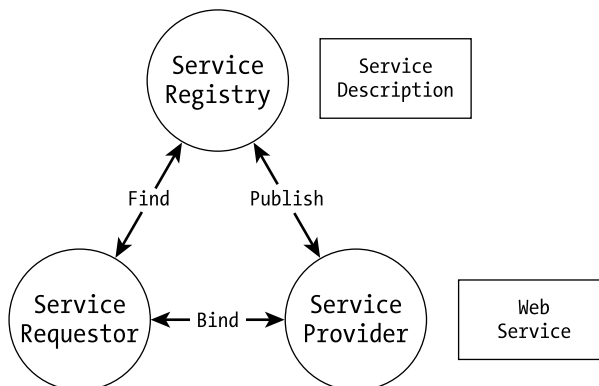 Service
Registry
Service
Description
Find
Publish
Service
Requestor
Bind
Service
Provider
Web
Service